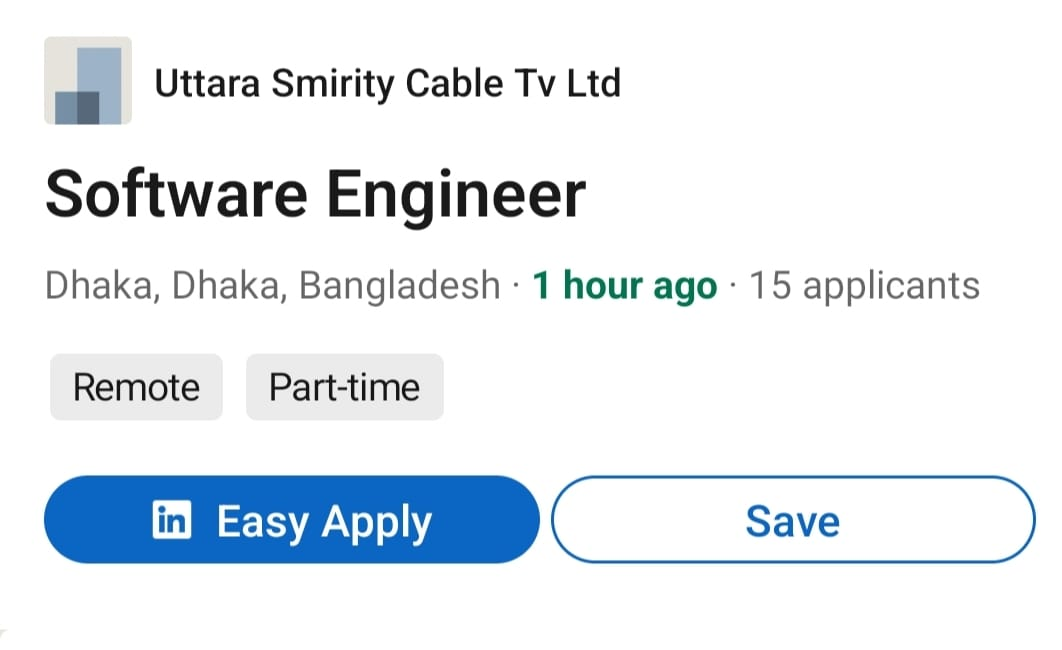 Uttara Smirity Cable Tv Ltd
Software Engineer
Dhaka, Dhaka, Bangladesh · 1 hour ago · 15 applicants
Remote Part-time
in Easy Apply Save